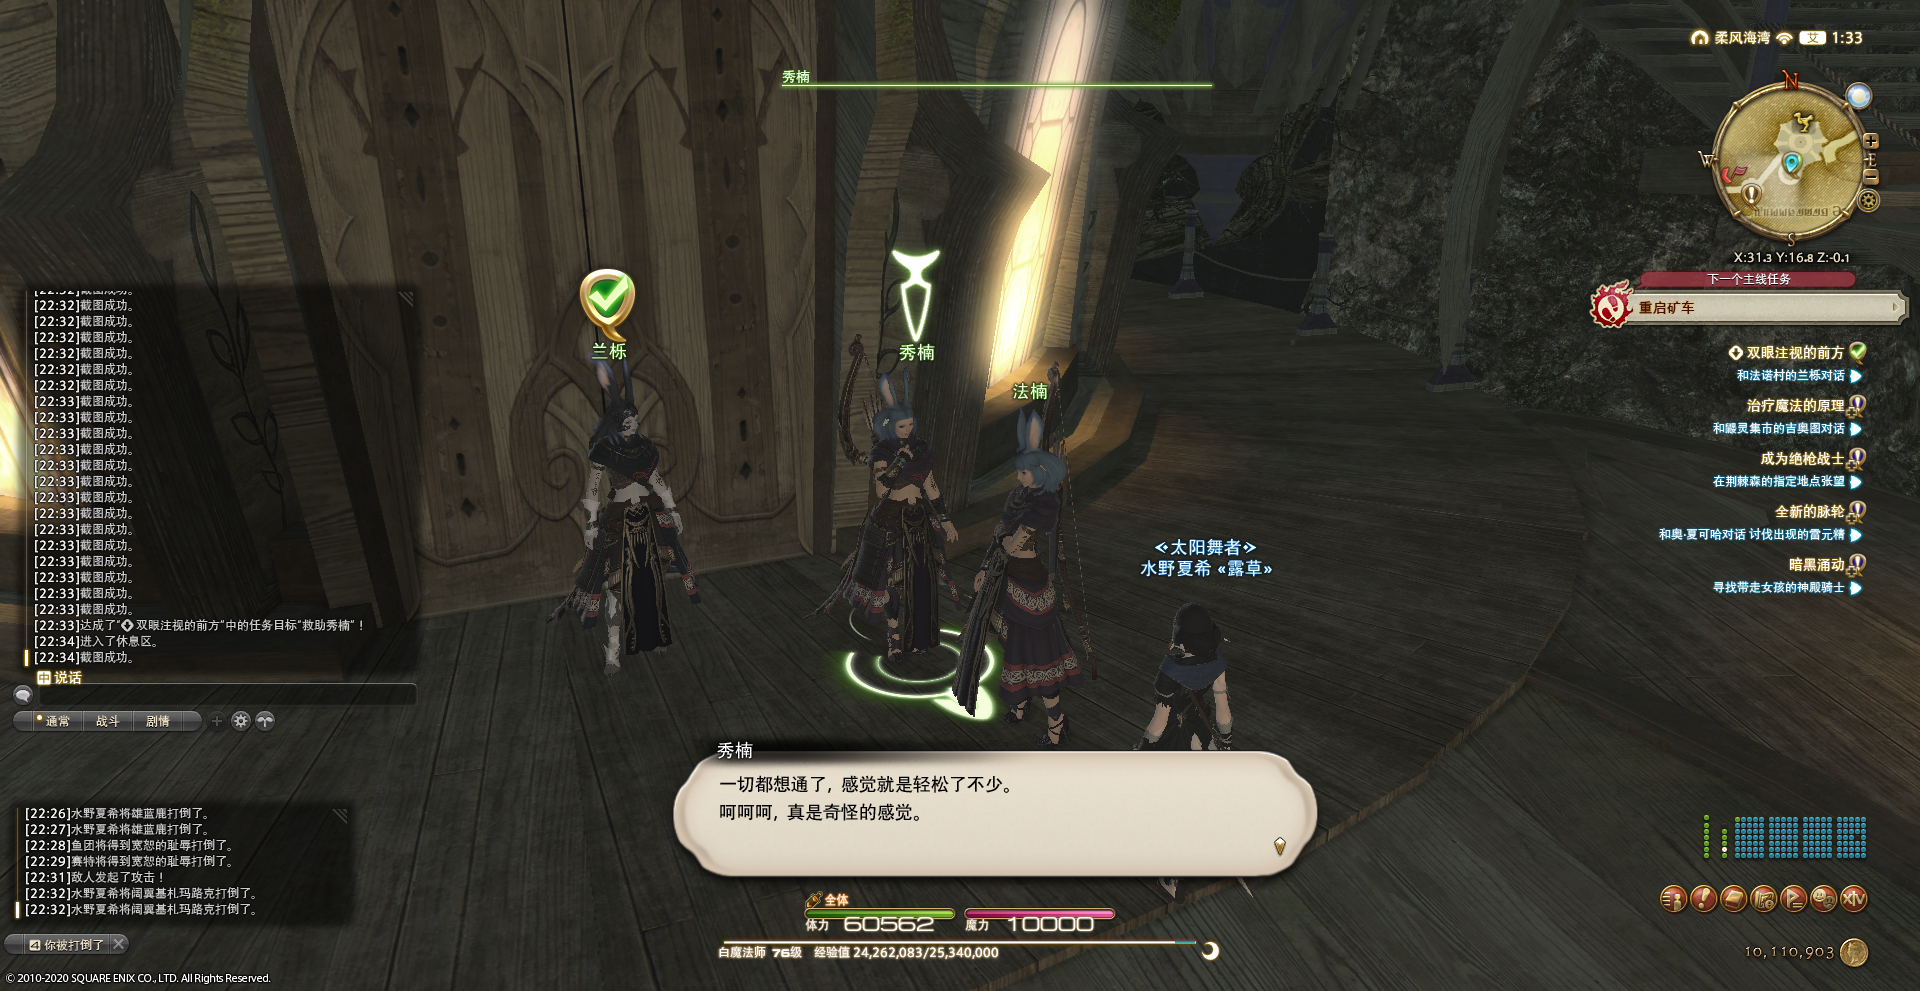 秀楠
柔风海湾 艾 1:33
N
W
E
S
X:31.3 Y:16.8 Z:-0.1
下一个主线任务
重启矿车
双眼注视的前方
和法诺村的兰栎对话
治疗魔法的原理
和鼹灵集市的吉奥图对话
成为绝枪战士
在荆棘森的指定地点张望
全新的脉轮
和奥·夏可哈对话 讨伐出现的雷元精
暗黑涌动
寻找带走女孩的神殿骑士
兰栎
秀楠
法楠
太阳舞者
水野夏希 «露草»
[22:32]截图成功。
[22:32]截图成功。
[22:32]截图成功。
[22:32]截图成功。
[22:32]截图成功。
[22:32]截图成功。
[22:32]截图成功。
[22:33]截图成功。
[22:33]截图成功。
[22:33]截图成功。
[22:33]截图成功。
[22:33]截图成功。
[22:33]截图成功。
[22:33]截图成功。
[22:33]截图成功。
[22:33]截图成功。
[22:33]截图成功。
[22:33]截图成功。
[22:33]截图成功。
[22:33]截图成功。
[22:33]截图成功。
[22:33]达成了“双眼注视的前方”中的任务目标“救助秀楠”！
[22:34]进入了休息区。
[22:34]截图成功。
说话
通常 战斗 剧情
[22:26]水野夏希将雄蓝鹿打倒了。
[22:27]水野夏希将雄蓝鹿打倒了。
[22:28]鱼团将得到宽恕的耻辱打倒了。
[22:29]赛特将得到宽恕的耻辱打倒了。
[22:31]敌人发起了攻击！
[22:32]水野夏希将阔翼基札玛路克打倒了。
[22:32]水野夏希将阔翼基札玛路克打倒了。
4 你被打倒了
© 2010-2020 SQUARE ENIX CO., LTD. All Rights Reserved.
秀楠
一切都想通了，感觉就是轻松了不少。
呵呵呵，真是奇怪的感觉。
全体
体力 60562 魔力 10000
白魔法师 76级 经验值 24,262,083/25,340,000
XIV
10,110,903